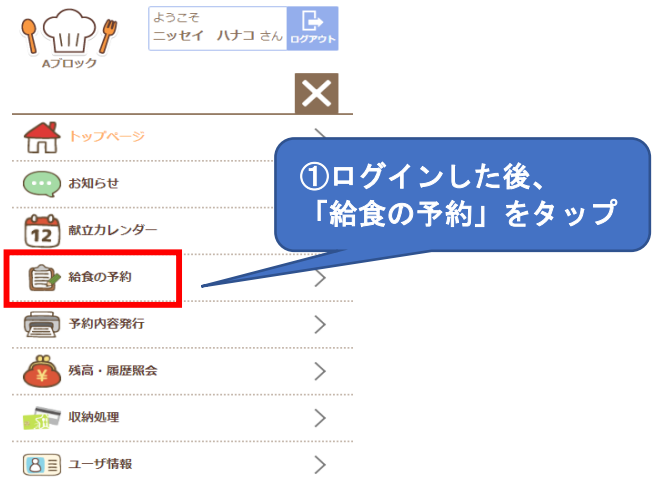 ようこそ
ニッセイ ハナコ さん
ログアウト
Aブロック
トップページ
お知らせ
①ログインした後、
「給食の予約」をタップ
12
献立カレンダー
給食の予約
予約内容発行
¥
残高・履歴照会
収納処理
ユーザ情報